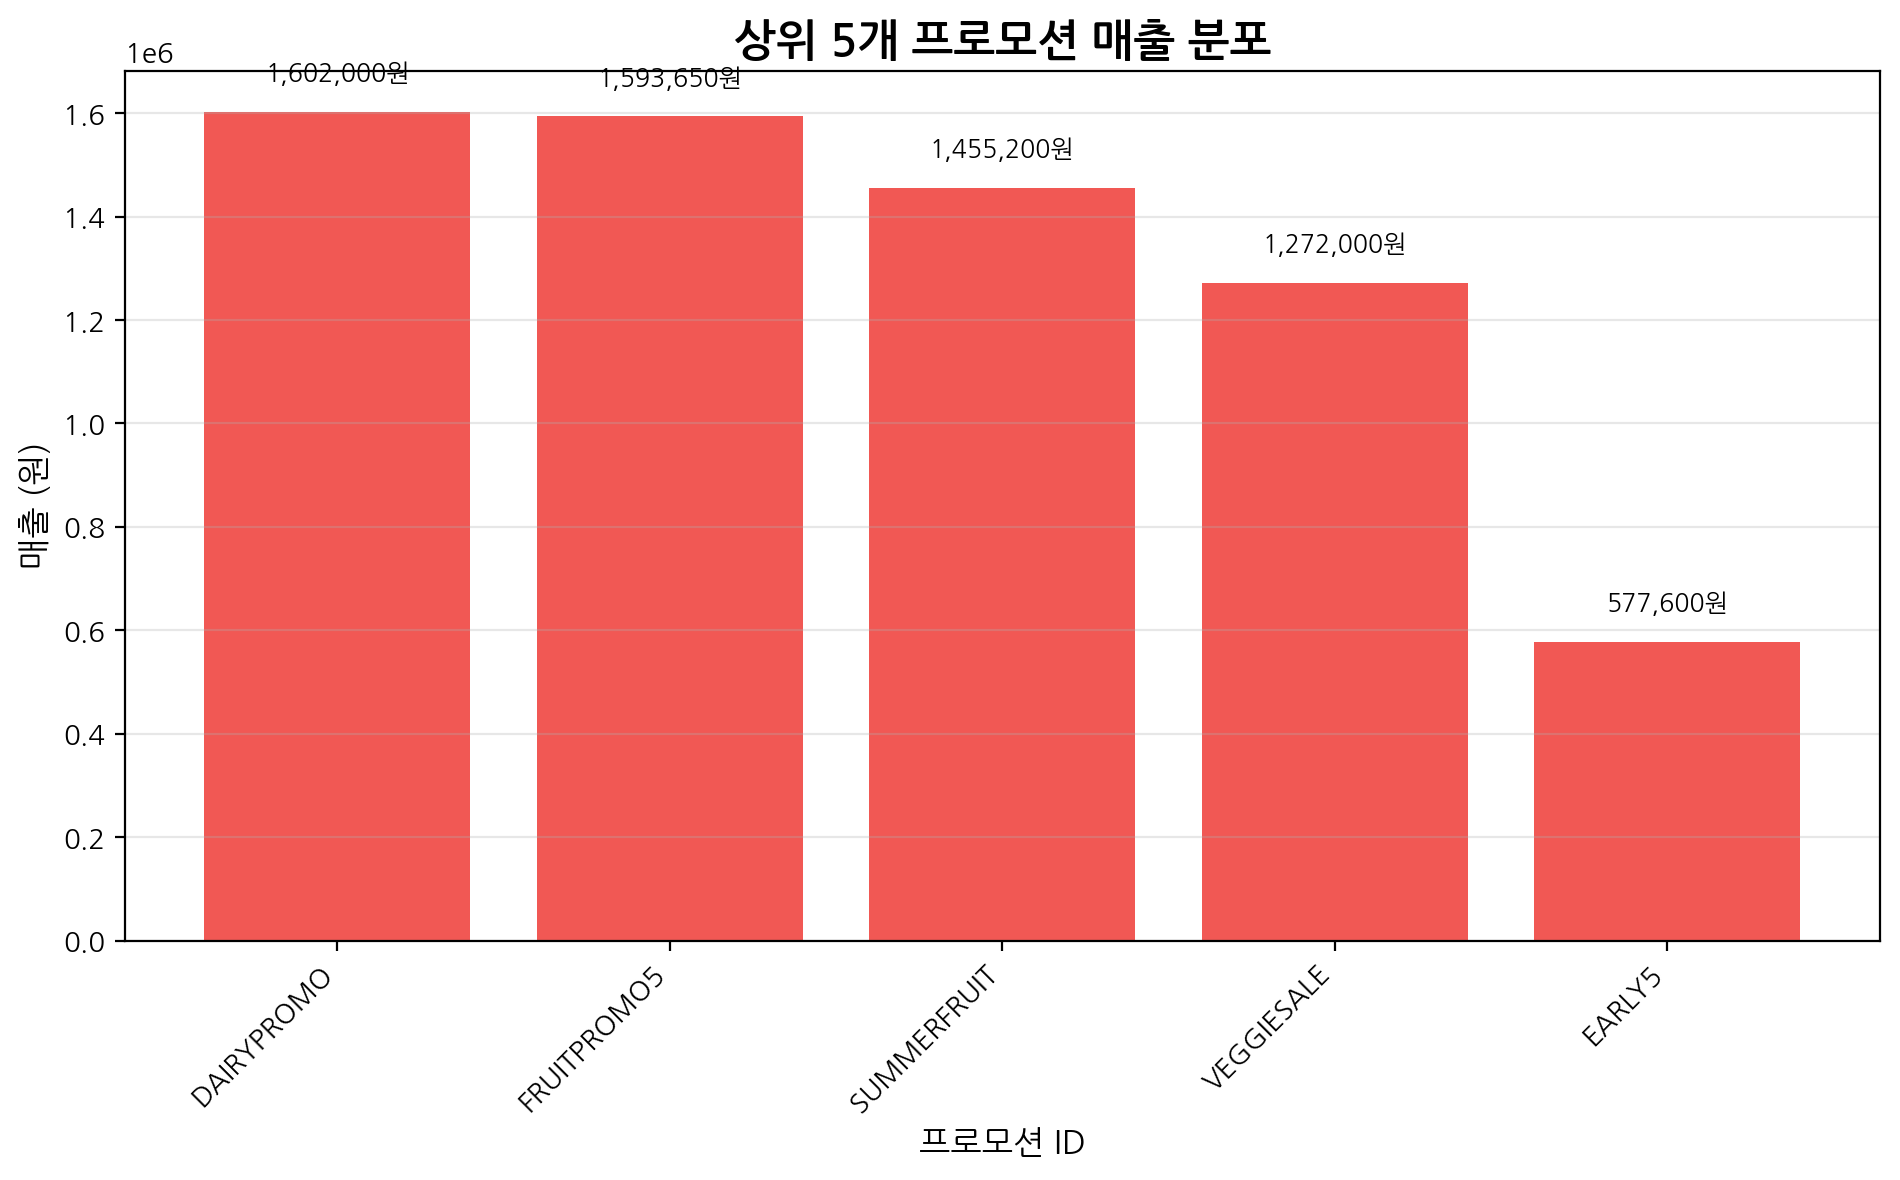 상위 5개 프로모션 매출 분포
1e6
1,602,000원
1,593,650원
1,455,200원
1,272,000원
577,600원
1.6
1.4
1.2
1.0
0.8
0.6
0.4
0.2
0.0
매출 (원)
DAIRYPROMO
FRUITPROMO5
SUMMERFRUIT
VEGGIESALE
EARLY5
프로모션 ID